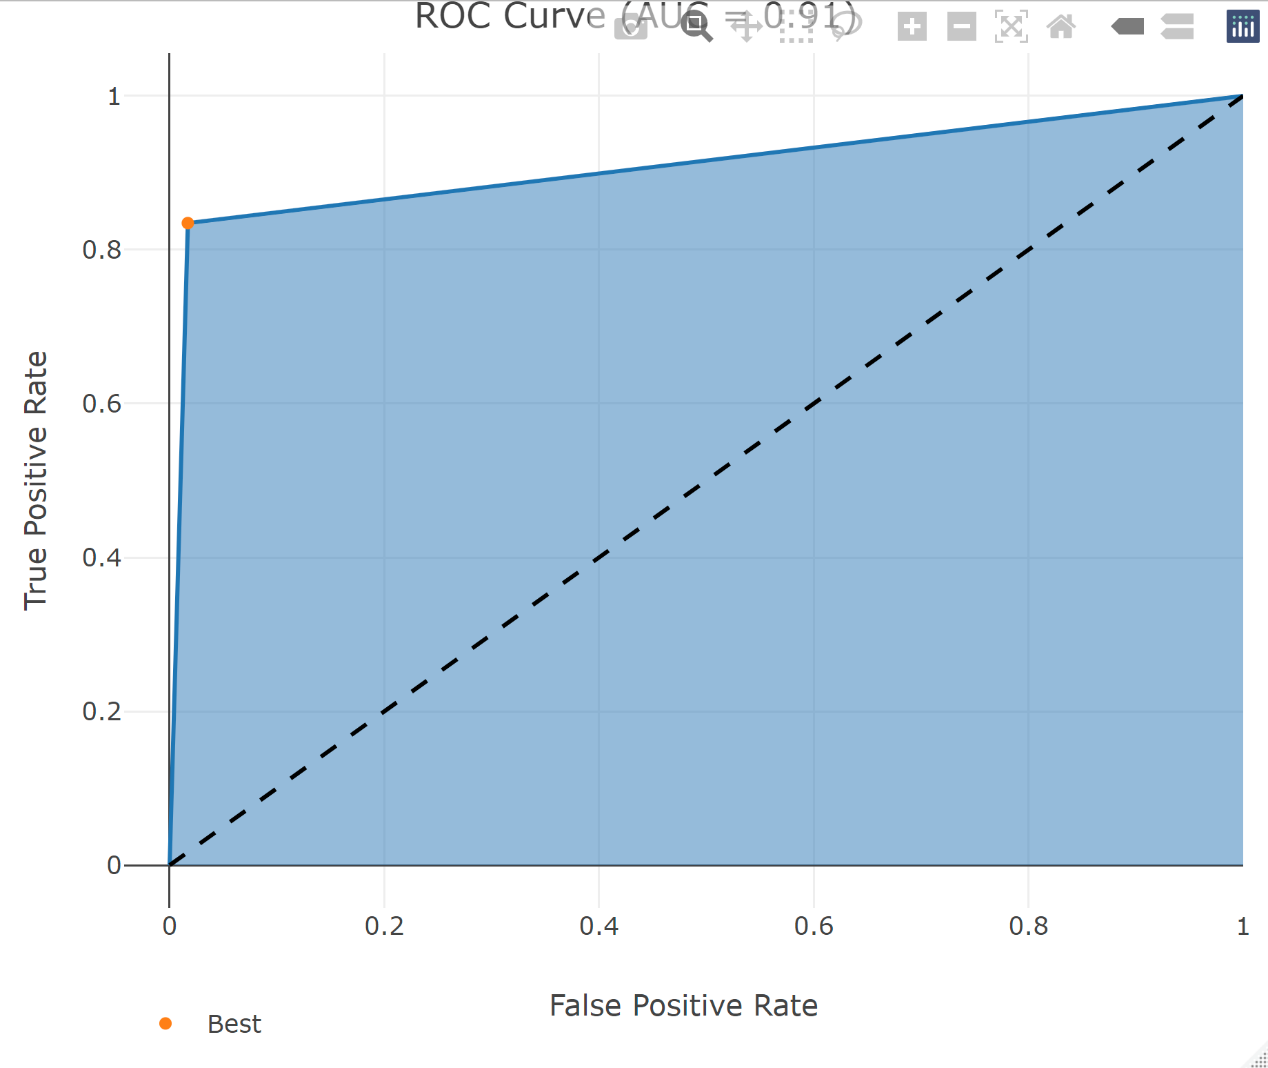 ROC Curve (AUC = 0.91)
1
0.8
0.6
0.4
0.2
0
True Positive Rate
0 0.2 0.4 0.6 0.8 1
False Positive Rate
Best